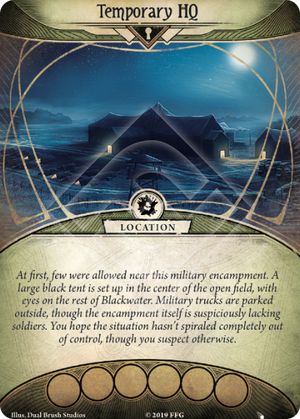 Temporary HQ
LOCATION
At first, few were allowed near this military encampment. A
large black tent is set up in the center of the open field, with
eyes on the rest of Blackwater. Military trucks are parked
outside, though the encampment itself is suspiciously lacking
soldiers. You hope the situation hasn't spiraled completely out
of control, though you suspect otherwise.
Illus. Dual Brush Studios
© 2019 FFG